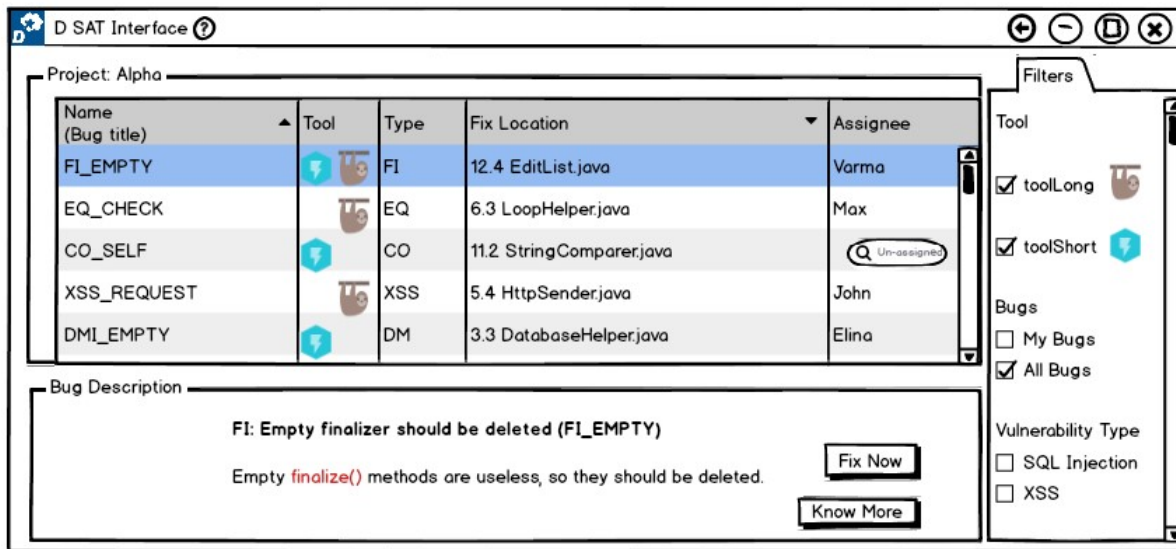 D SAT Interface ?
Project: Alpha
Name
(Bug title)
Tool
Type
Fix Location
Assignee
FI_EMPTY FI 12.4 EditList.java Varma
EQ_CHECK EQ 6.3 LoopHelper.java Max
CO_SELF CO 11.2 StringComparer.java Un-assigned
XSS_REQUEST XSS 5.4 HttpSender.java John
DMI_EMPTY DM 3.3 DatabaseHelper.java Elina
Bug Description
FI: Empty finalizer should be deleted (FI_EMPTY)
Empty finalize() methods are useless, so they should be deleted.
Fix Now
Know More
Filters
Tool
toolLong
toolShort
Bugs
My Bugs
All Bugs
Vulnerability Type
SQL Injection
XSS